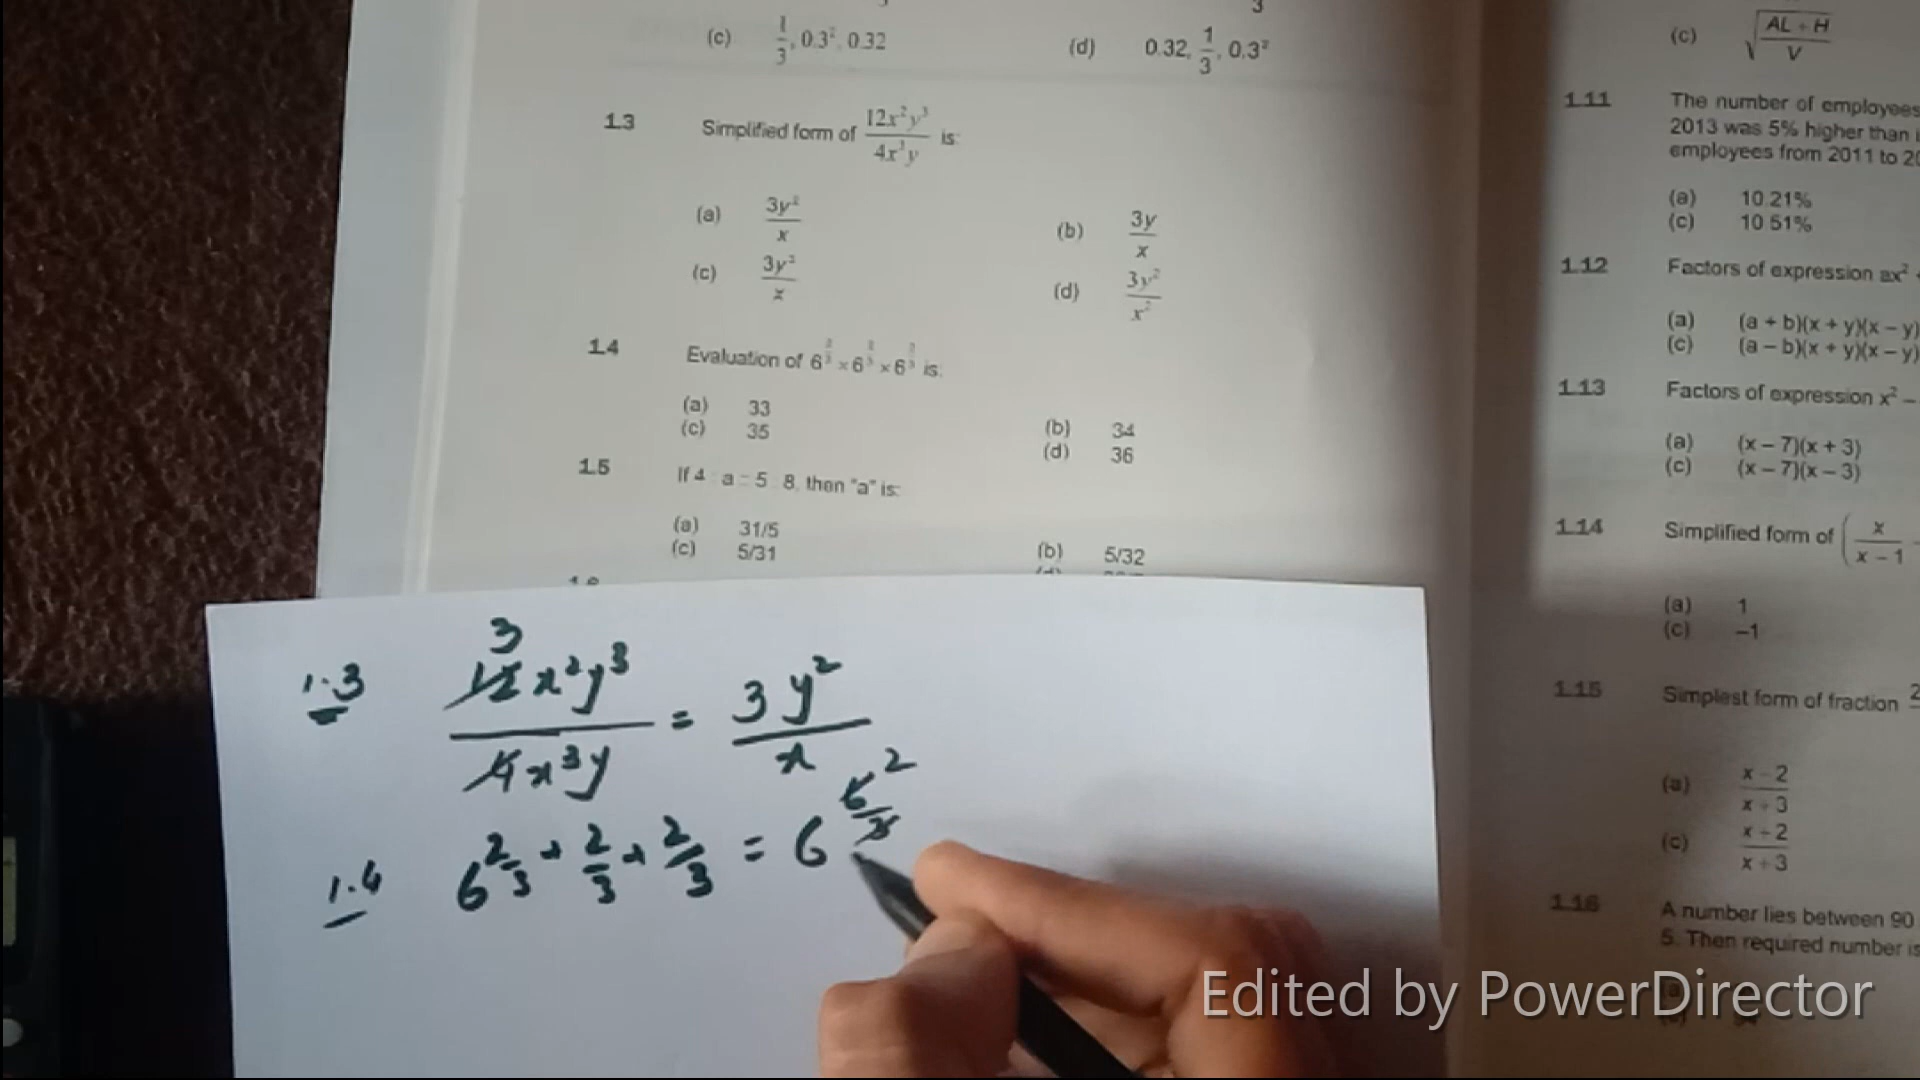 3
(c) 1/3, 0.3², 0.32
(d) 0.32, 1/3, 0.3²
1.3 Simplified form of 12x²y³/4x³y is:
(a) 3y²/x
(b) 3y/x
(c) 3y³/x
(d) 3y²/x²
1.4 Evaluation of 6^2/3 × 6^2/3 × 6^2/3 is:
(a) 33
(b) 34
(c) 35
(d) 36
1.5 If 4 : a = 5 : 8, then "a" is:
(a) 31/5
(b) 5/32
(c) 5/31
1.3 12x²y³/4x³y = 3y²/x
3
1.4 6^2/3 + 2/3 + 2/3 = 6^6/3 2
(c) √AL ÷ H/V
1.11 The number of employees
2013 was 5% higher than i
employees from 2011 to 20
(a) 10.21%
(c) 10.51%
1.12 Factors of expression ax²
(a) (a + b)(x + y)(x – y)
(c) (a – b)(x + y)(x – y)
1.13 Factors of expression x² –
(a) (x – 7)(x + 3)
(c) (x – 7)(x – 3)
1.14 Simplified form of (x/x – 1 -
(a) 1
(c) –1
1.15 Simplest form of fraction 2
(a) x – 2/x + 3
(c) x ÷ 2/x + 3
1.16 A number lies between 90
5. Then required number is
Edited by PowerDirector